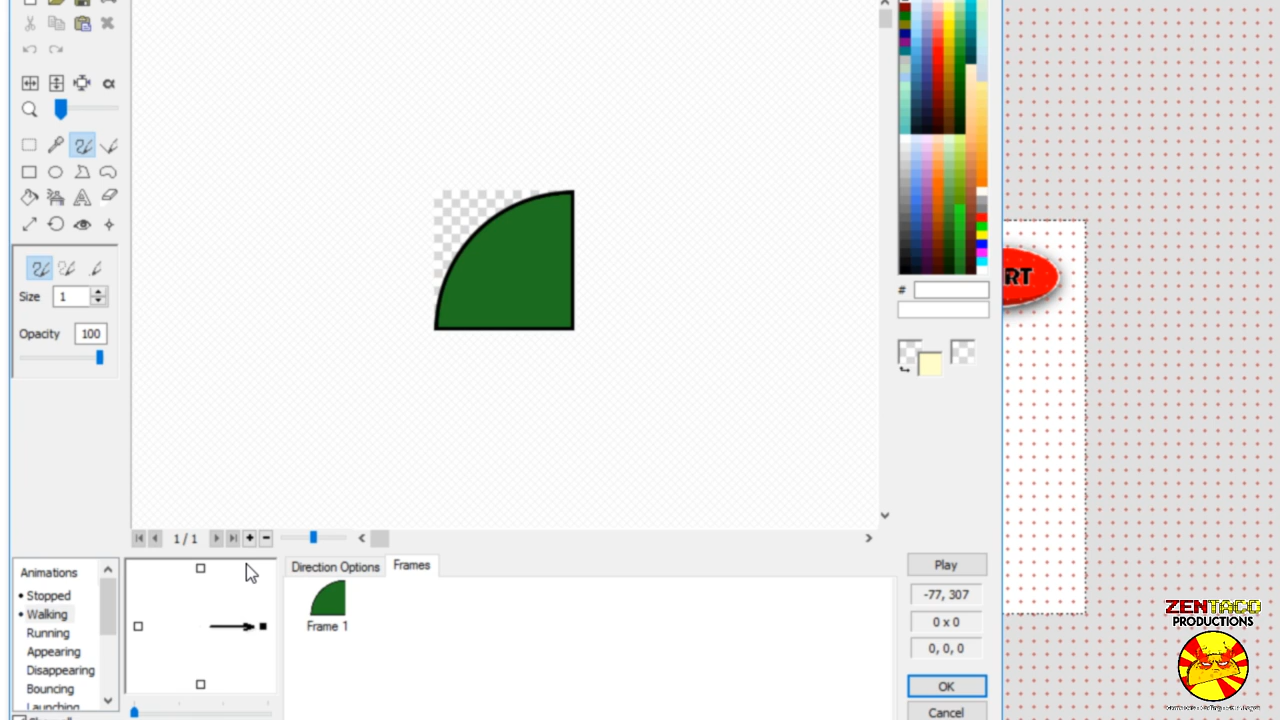 Size 1
Opacity 100
#
RT
1 / 1
Animations
Stopped
Walking
Running
Appearing
Disappearing
Bouncing
Launching
Direction Options
Frames
Frame 1
Play
-77, 307
0 x 0
0, 0, 0
OK
Cancel
ZENTACO
PRODUCTIONS